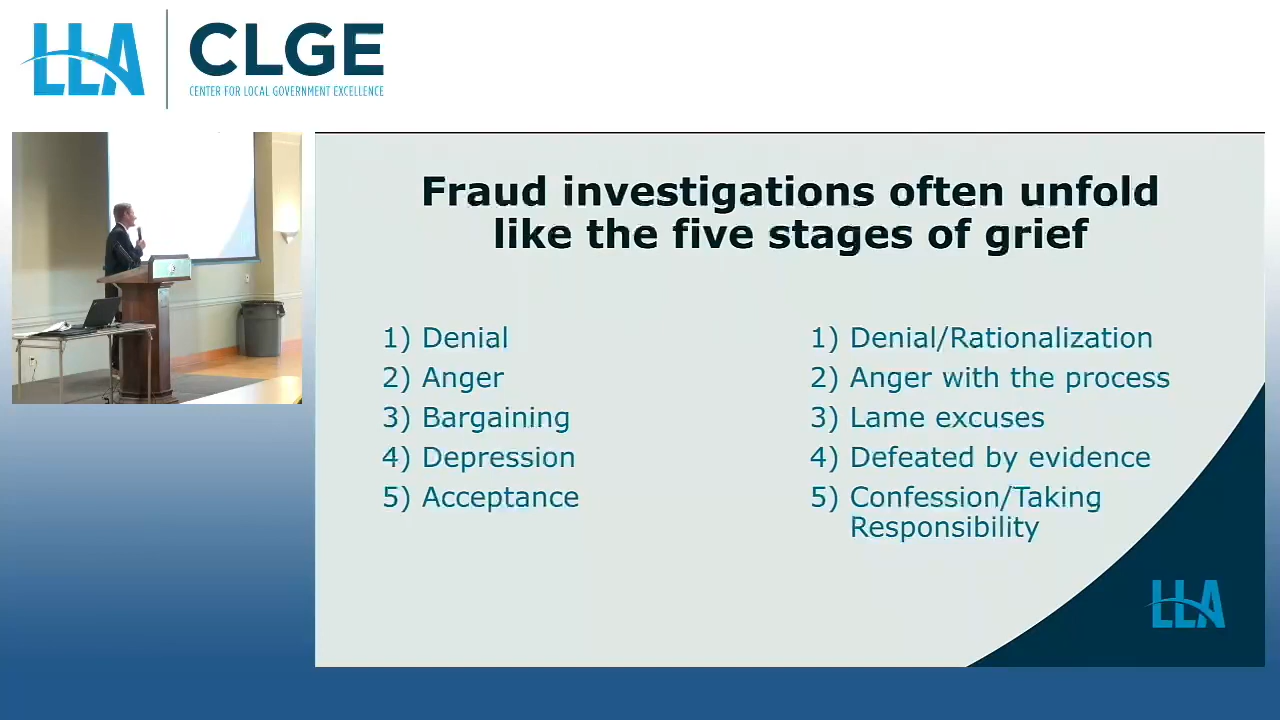 LLA
CLGE
CENTER FOR LOCAL GOVERNMENT EXCELLENCE
Fraud investigations often unfold
like the five stages of grief
1) Denial
2) Anger
3) Bargaining
4) Depression
5) Acceptance
1) Denial/Rationalization
2) Anger with the process
3) Lame excuses
4) Defeated by evidence
5) Confession/Taking
Responsibility
LLA